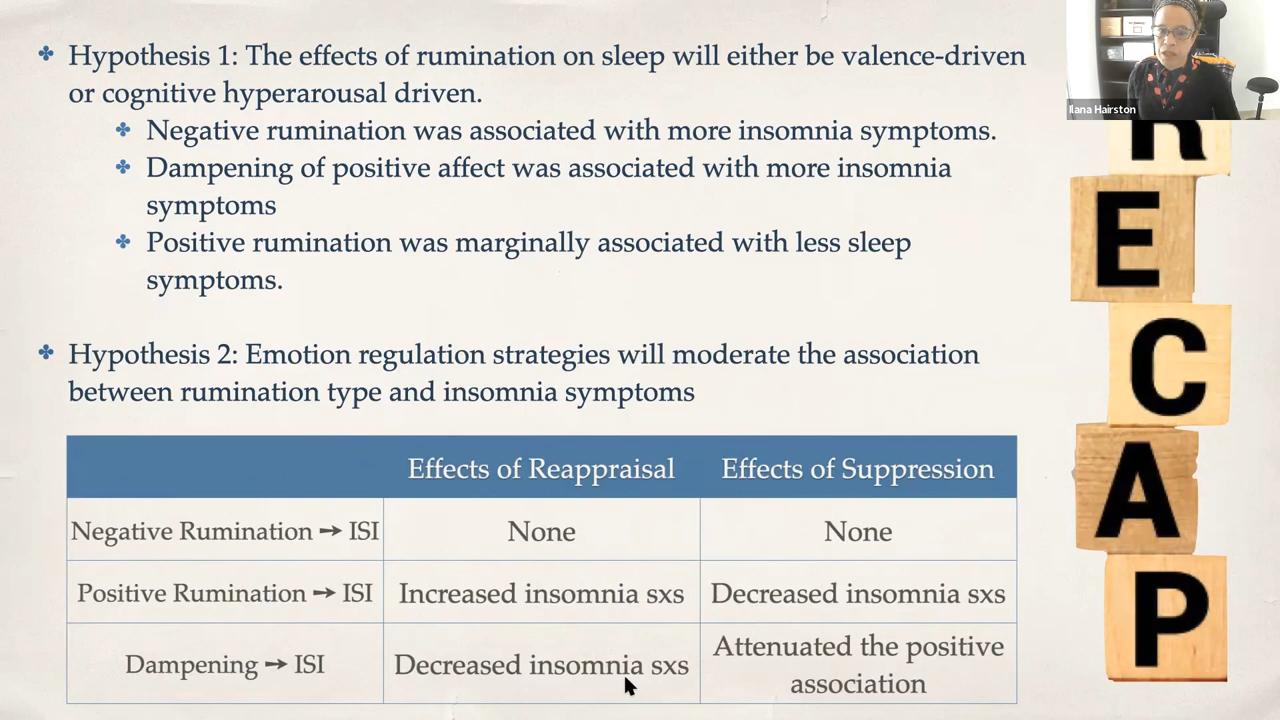 Hypothesis 1: The effects of rumination on sleep will either be valence-driven
or cognitive hyperarousal driven.
Negative rumination was associated with more insomnia symptoms.
Dampening of positive affect was associated with more insomnia
symptoms
Positive rumination was marginally associated with less sleep
symptoms.
Hypothesis 2: Emotion regulation strategies will moderate the association
between rumination type and insomnia symptoms
Effects of Reappraisal Effects of Suppression
Negative Rumination ➙ ISI None None
Positive Rumination ➙ ISI Increased insomnia sxs Decreased insomnia sxs
Dampening ➙ ISI Decreased insomnia sxs Attenuated the positive
association
Ilana Hairston
R
E
C
A
P